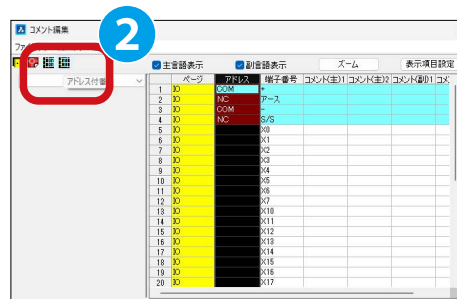 コメント編集
2
ファイ
主言語表示 副言語表示 ズーム 表示項目設定
アドレス付番
ページ アドレス 端子番号 コメント(主)1 コメント(主)2 コメント(副)1 コメ
1 IO COM +
2 IO NC アース
3 IO COM -
4 IO NC S/S
5 IO X0
6 IO X1
7 IO X2
8 IO X3
9 IO X4
10 IO X5
11 IO X6
12 IO X7
13 IO X10
14 IO X11
15 IO X12
16 IO X13
17 IO X14
18 IO X15
19 IO X16
20 IO X17